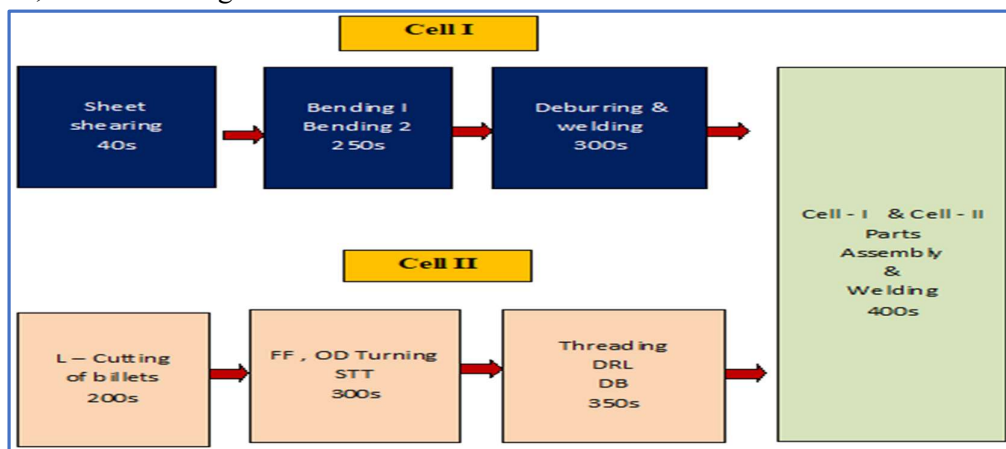 Cell I
Sheet
shearing
40s
Bending I
Bending 2
250s
Deburring &
welding
300s
Cell - I & Cell - II
Parts
Assembly
&
Welding
400s
Cell II
L – Cutting
of billets
200s
FF , OD Turning
STT
300s
Threading
DRL
DB
350s